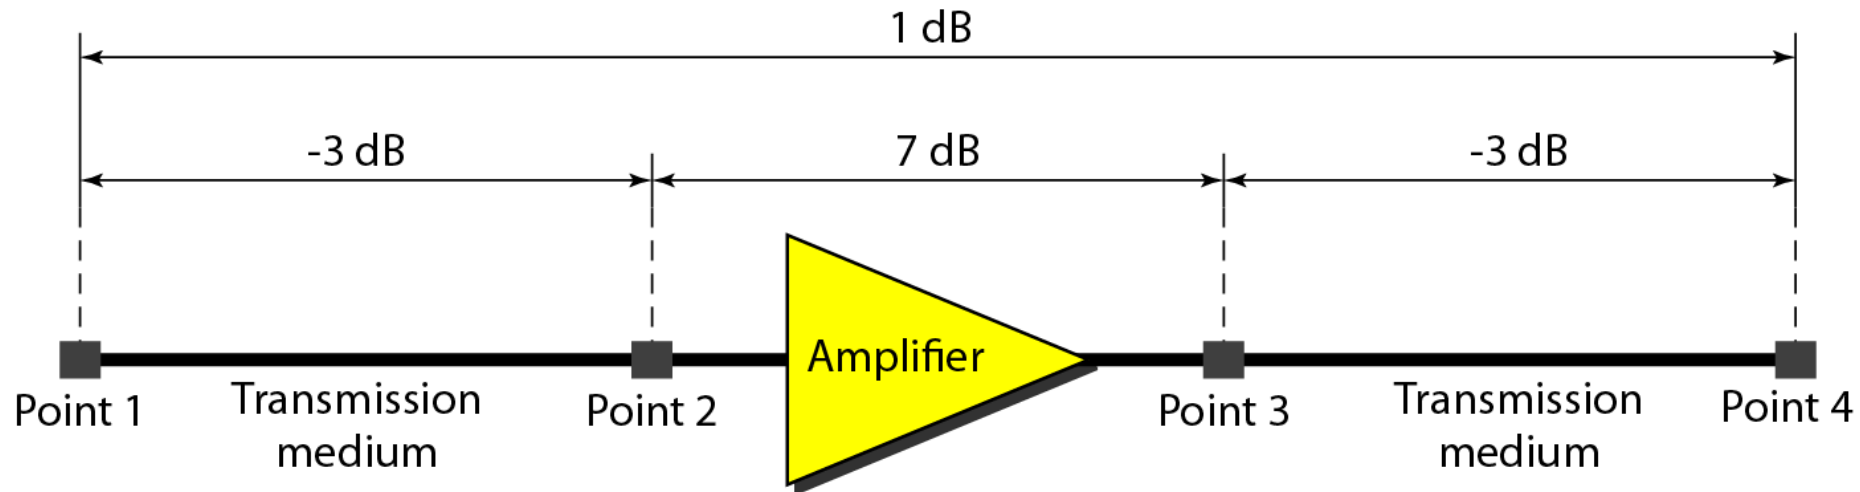 1 dB
-3 dB
7 dB
-3 dB
Amplifier
Point 1
Transmission
medium
Point 2
Point 3
Transmission
medium
Point 4